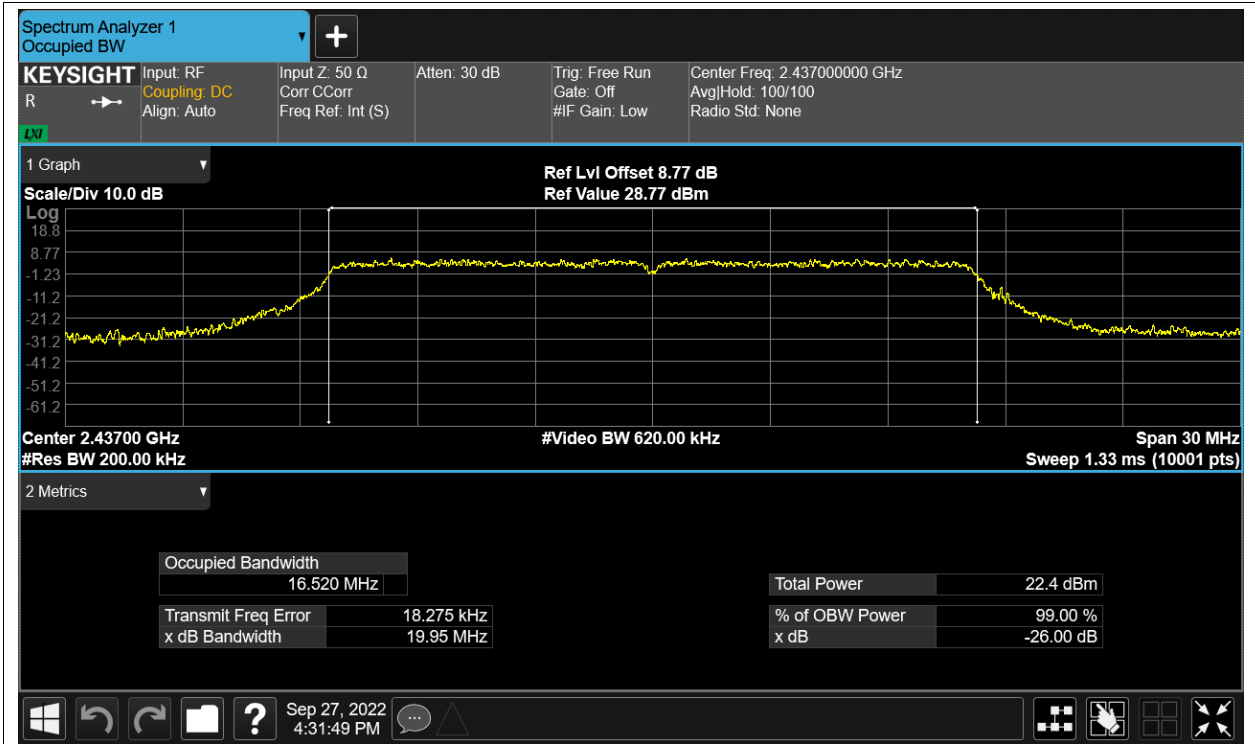 Spectrum Analyzer 1
Occupied BW
KEYSIGHT
R
LXI
Input: RF
Coupling: DC
Align: Auto
Input Z: 50 Ω
Corr CCorr
Freq Ref: Int (S)
Atten: 30 dB
Trig: Free Run
Gate: Off
#IF Gain: Low
Center Freq: 2.437000000 GHz
Avg|Hold: 100/100
Radio Std: None
1 Graph
Scale/Div 10.0 dB
Ref Lvl Offset 8.77 dB
Ref Value 28.77 dBm
Log
18.8
8.77
-1.23
-11.2
-21.2
-31.2
-41.2
-51.2
-61.2
Center 2.43700 GHz
#Res BW 200.00 kHz
#Video BW 620.00 kHz
Span 30 MHz
Sweep 1.33 ms (10001 pts)
2 Metrics
Occupied Bandwidth
16.520 MHz
Transmit Freq Error 18.275 kHz
x dB Bandwidth 19.95 MHz
Total Power 22.4 dBm
% of OBW Power 99.00 %
x dB -26.00 dB
?
Sep 27, 2022
4:31:49 PM